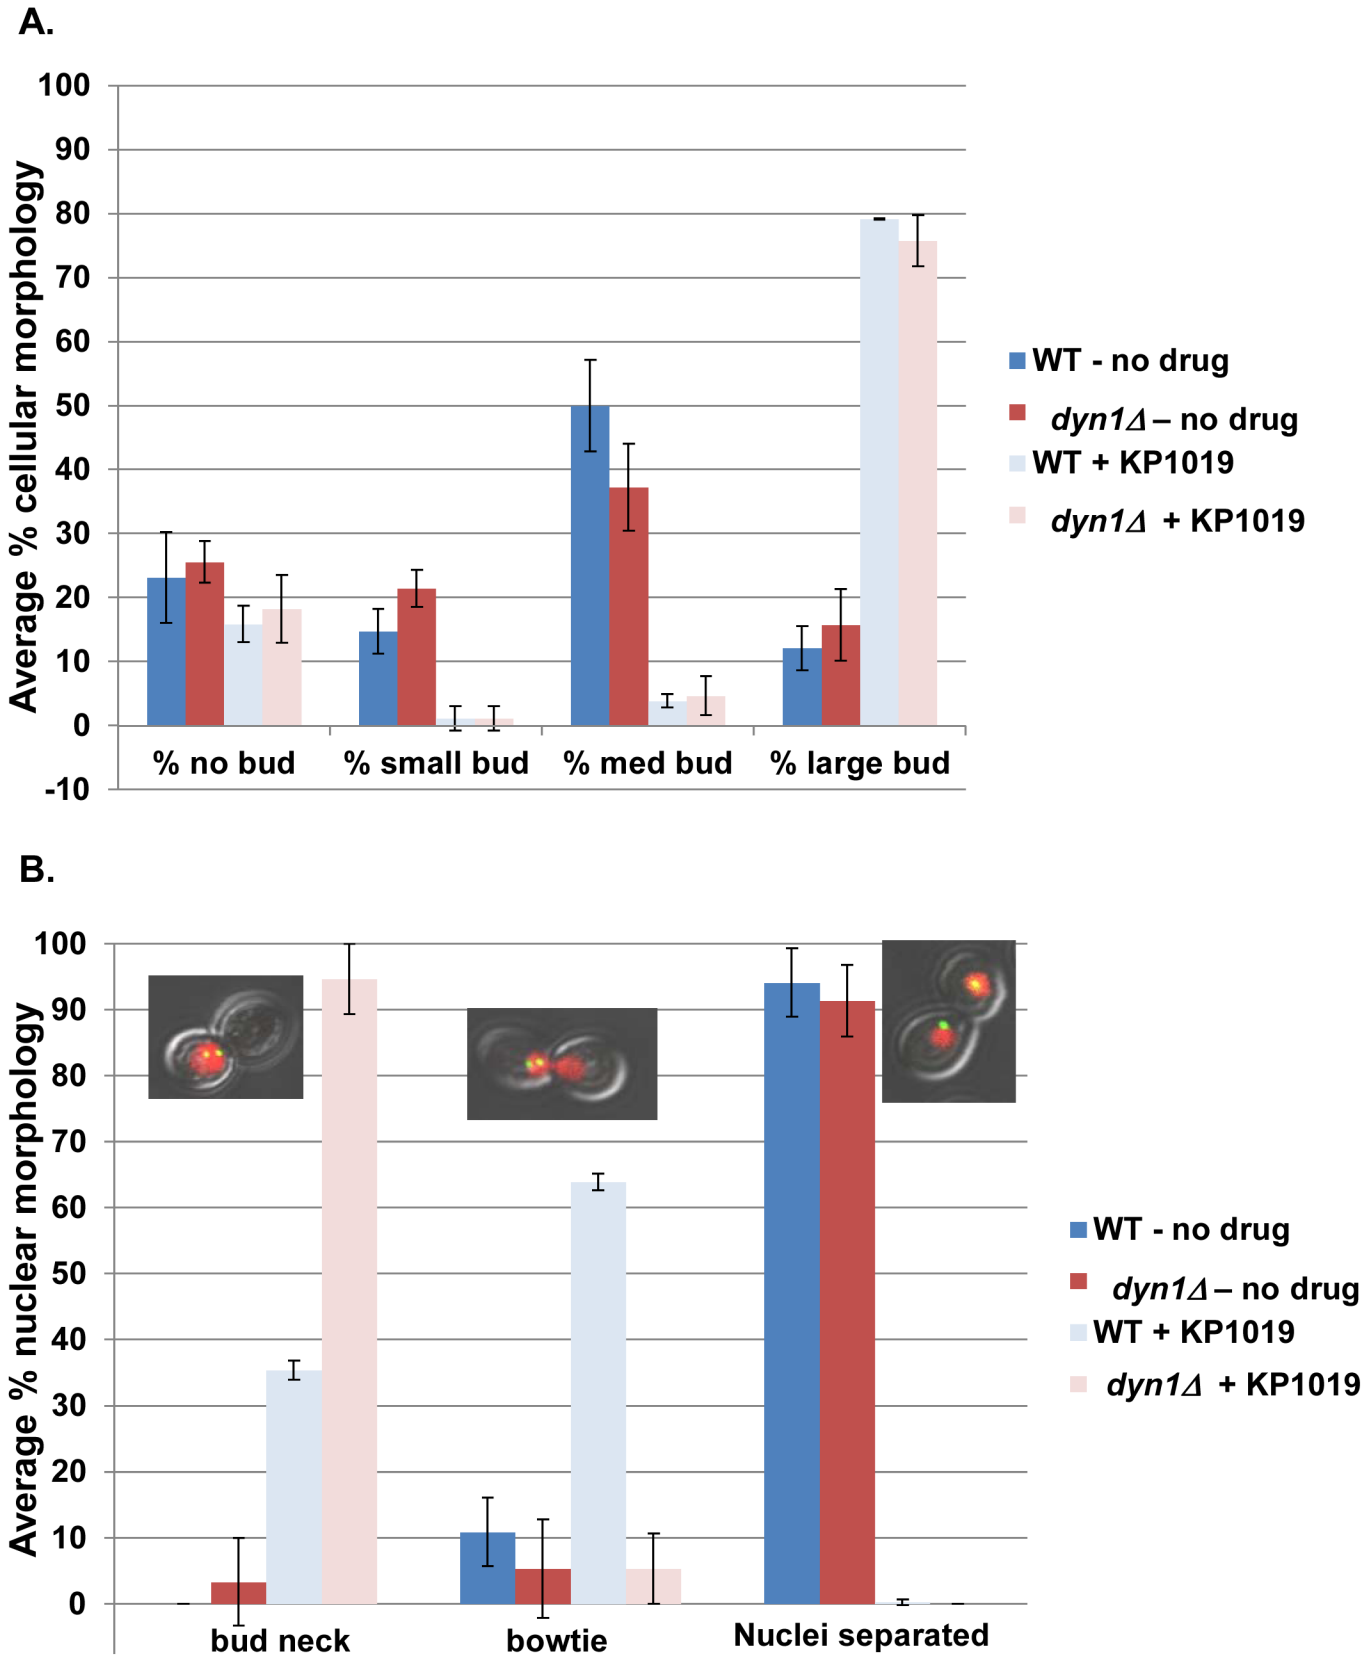 A.
Average % cellular morphology
100
90
80
70
60
50
40
30
20
10
0
-10
% no bud
% small bud
% med bud
% large bud
WT - no drug
dyn1Δ – no drug
WT + KP1019
dyn1Δ + KP1019
B.
Average % nuclear morphology
100
90
80
70
60
50
40
30
20
10
0
bud neck
bowtie
Nuclei separated
WT - no drug
dyn1Δ – no drug
WT + KP1019
dyn1Δ + KP1019